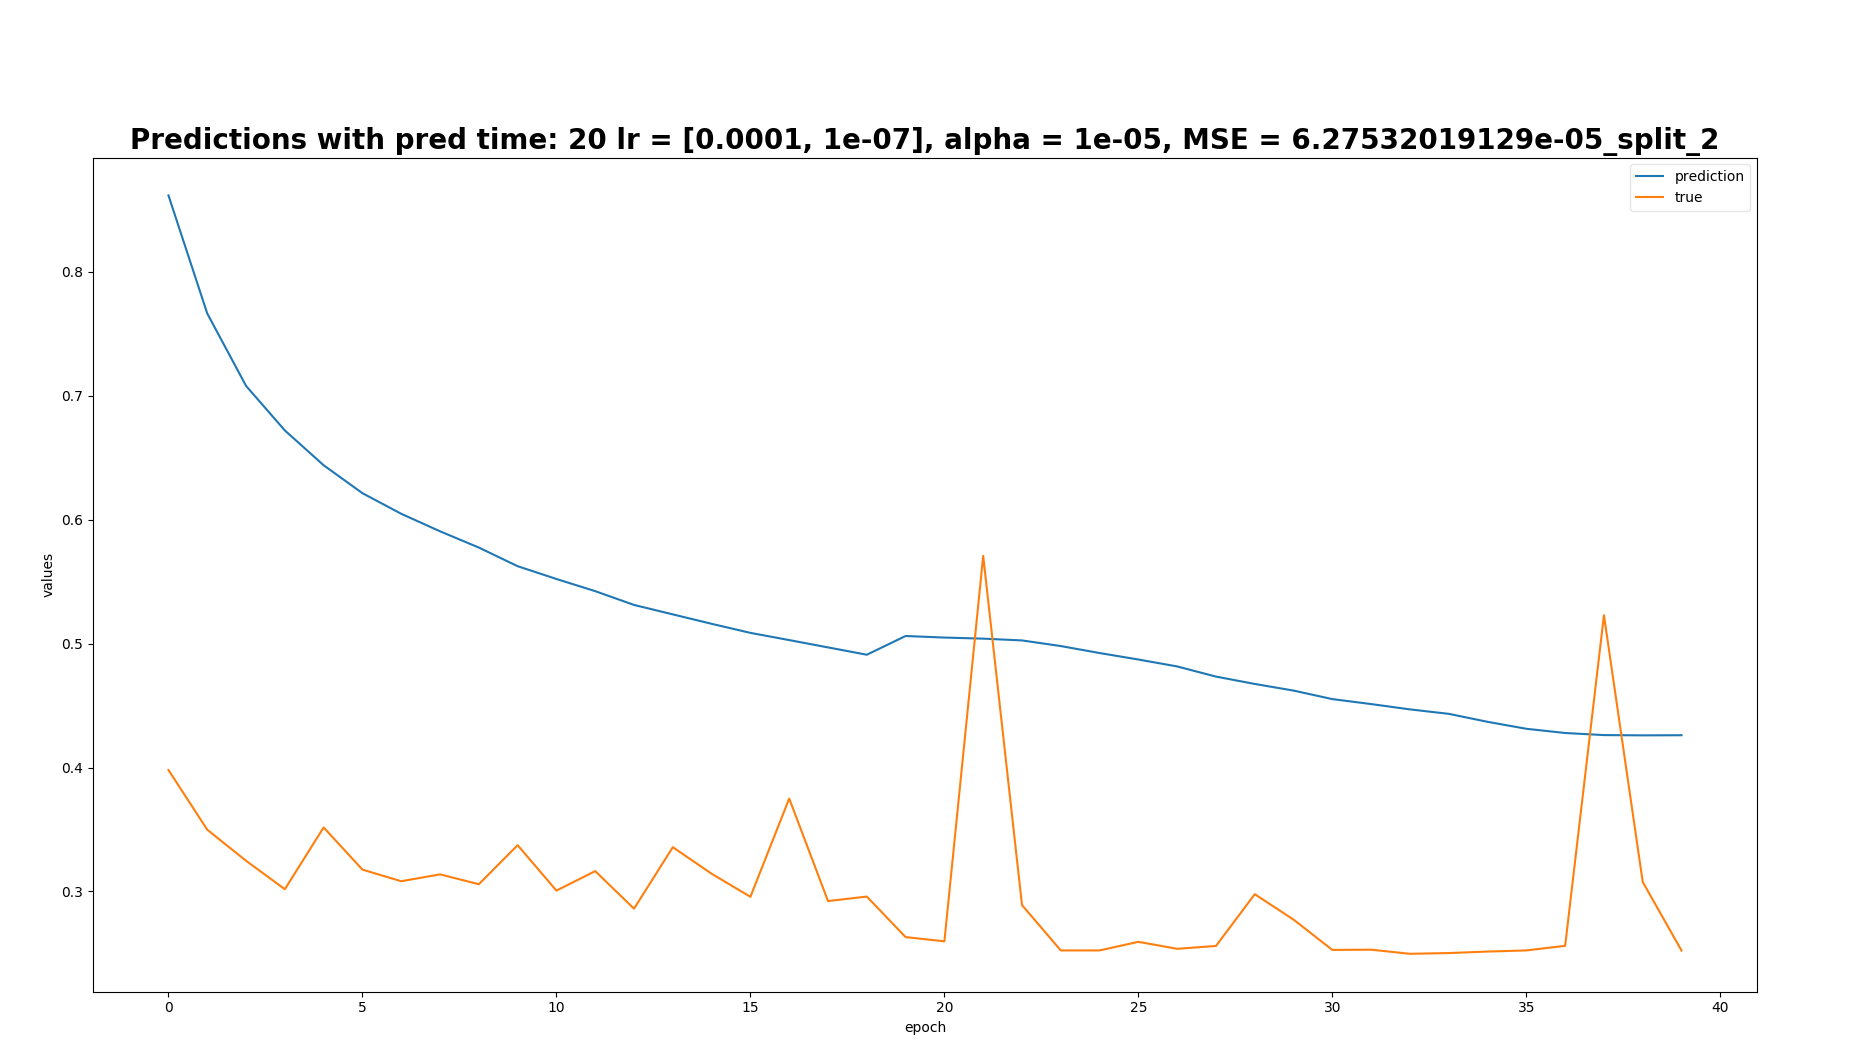 Predictions with pred time: 20 lr = [0.0001, 1e-07], alpha = 1e-05, MSE = 6.27532019129e-05_split_2
prediction
true
0.8
0.7
0.6
0.5
0.4
0.3
values
0 5 10 15 20 25 30 35 40
epoch